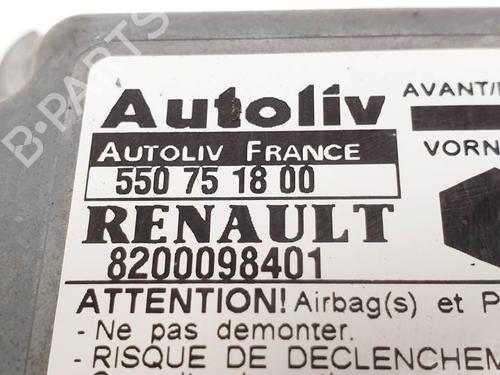 Autoliv
AVANT/
AUTOLIV FRANCE
550 75 18 00
VORN
RENAULT
8200098401
ATTENTION! Airbag(s) et P
- Ne pas demonter.
- RISQUE DE DECLENCHEM
B-PARTS